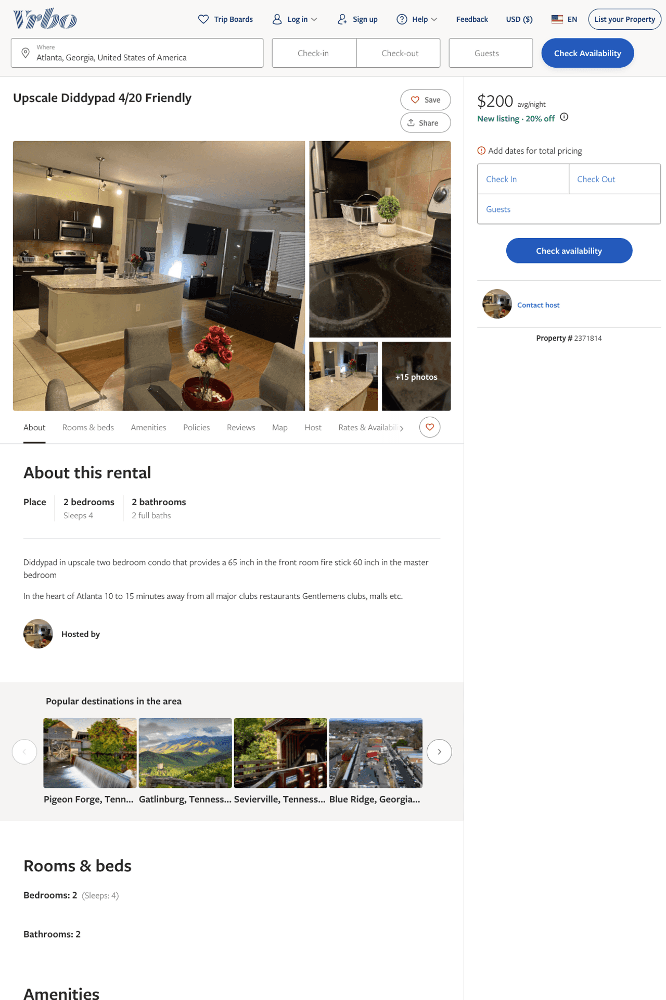 Vrbo
Trip Boards
Log in
Sign up
Help
Feedback
USD ($)
EN
List your Property
Where
Atlanta, Georgia, United States of America
Check-in
Check-out
Guests
Check Availability
Upscale Diddypad 4/20 Friendly
Save
Share
$200 avg/night
New listing · 20% off
Add dates for total pricing
Check In
Check Out
Guests
Check availability
Contact host
Property # 2371814
+15 photos
About
Rooms & beds
Amenities
Policies
Reviews
Map
Host
Rates & Availabili
About this rental
Place
2 bedrooms
Sleeps 4
2 bathrooms
2 full baths
Diddypad in upscale two bedroom condo that provides a 65 inch in the front room fire stick 60 inch in the master
bedroom
In the heart of Atlanta 10 to 15 minutes away from all major clubs restaurants Gentlemens clubs, malls etc.
Hosted by
Popular destinations in the area
Pigeon Forge, Tenn...
Gatlinburg, Tenness...
Sevierville, Tenness...
Blue Ridge, Georgia...
Rooms & beds
Bedrooms: 2 (Sleeps: 4)
Bathrooms: 2
Amenities